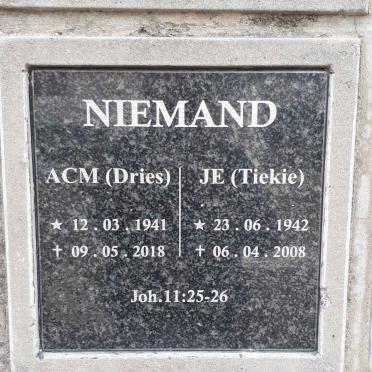 NIEMAND
ACM (Dries) JE (Tiekie)
★ 12 . 03 . 1941 ★ 23 . 06 . 1942
✝ 09 . 05 . 2018 ✝ 06 . 04 . 2008
Joh.11:25-26